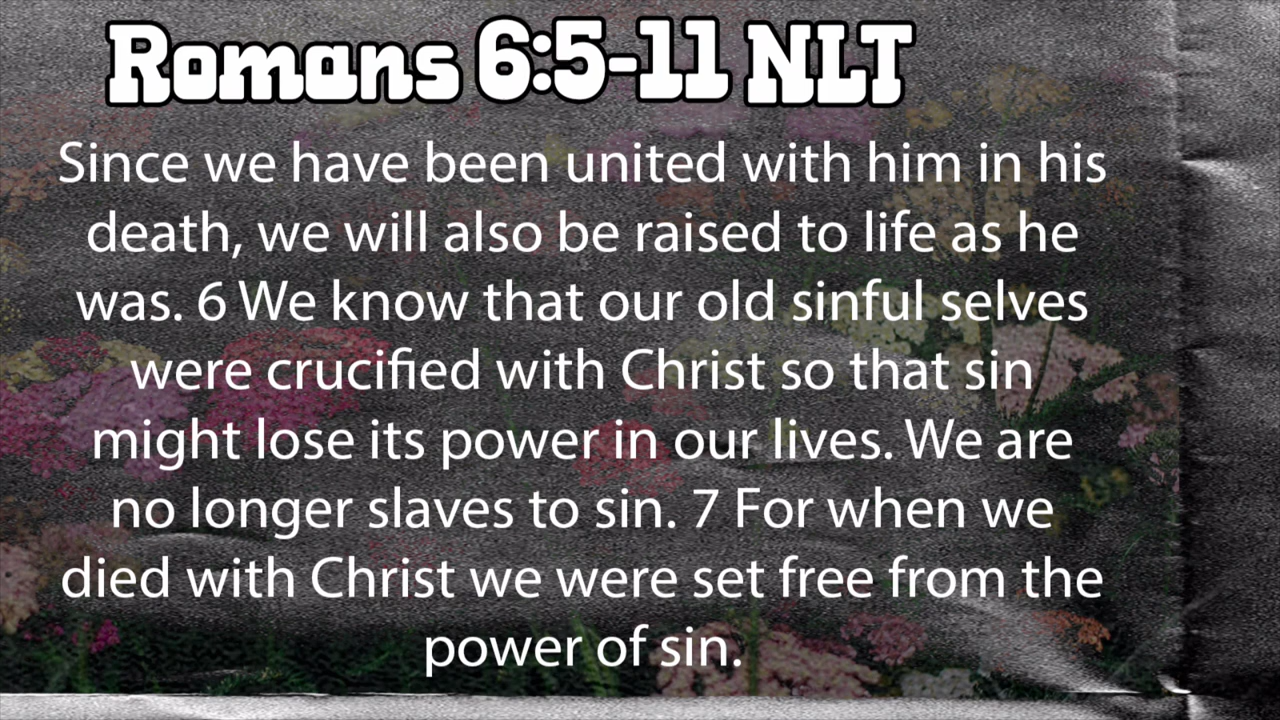 Romans 6:5-11 NLT
Since we have been united with him in his
death, we will also be raised to life as he
was. 6 We know that our old sinful selves
were crucified with Christ so that sin
might lose its power in our lives. We are
no longer slaves to sin. 7 For when we
died with Christ we were set free from the
power of sin.